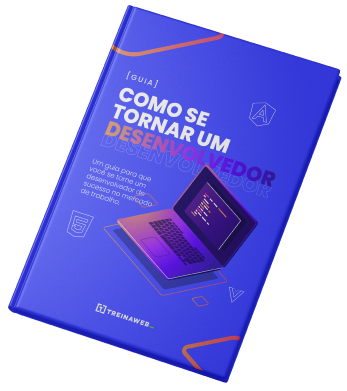 [GUIA]
COMO SE
TORNAR UM
DESENVOLVEDOR
DESENVOLVEDOR
Um guia para que
você se torne um
desenvolvedor de
sucesso no mercado
de trabalho.
TREINAWEB